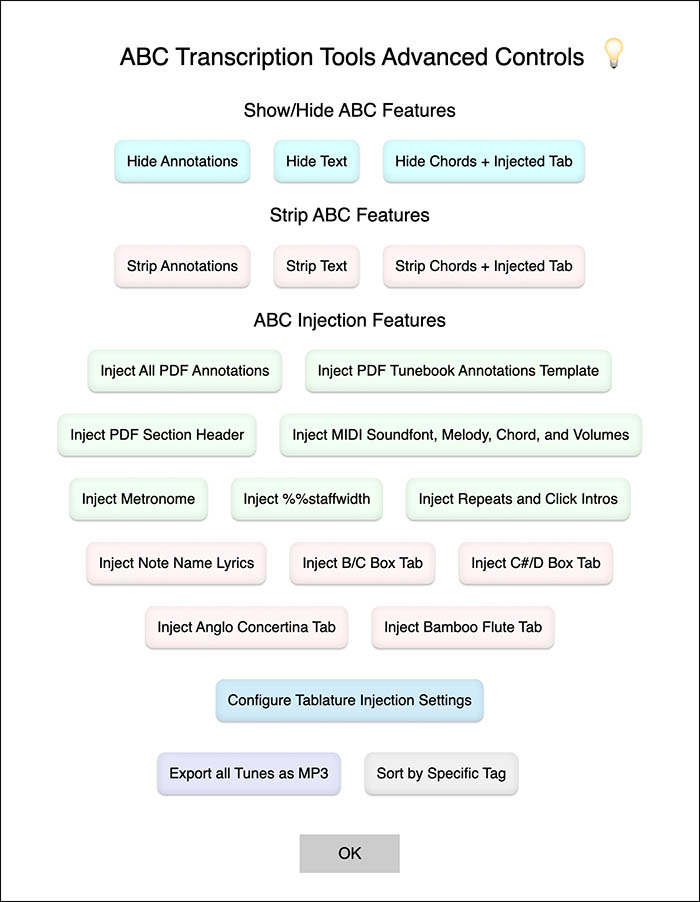 ABC Transcription Tools Advanced Controls
Show/Hide ABC Features
Hide Annotations Hide Text Hide Chords + Injected Tab
Strip ABC Features
Strip Annotations Strip Text Strip Chords + Injected Tab
ABC Injection Features
Inject All PDF Annotations Inject PDF Tunebook Annotations Template
Inject PDF Section Header Inject MIDI Soundfont, Melody, Chord, and Volumes
Inject Metronome Inject %%staffwidth Inject Repeats and Click Intros
Inject Note Name Lyrics Inject B/C Box Tab Inject C#/D Box Tab
Inject Anglo Concertina Tab Inject Bamboo Flute Tab
Configure Tablature Injection Settings
Export all Tunes as MP3 Sort by Specific Tag
OK